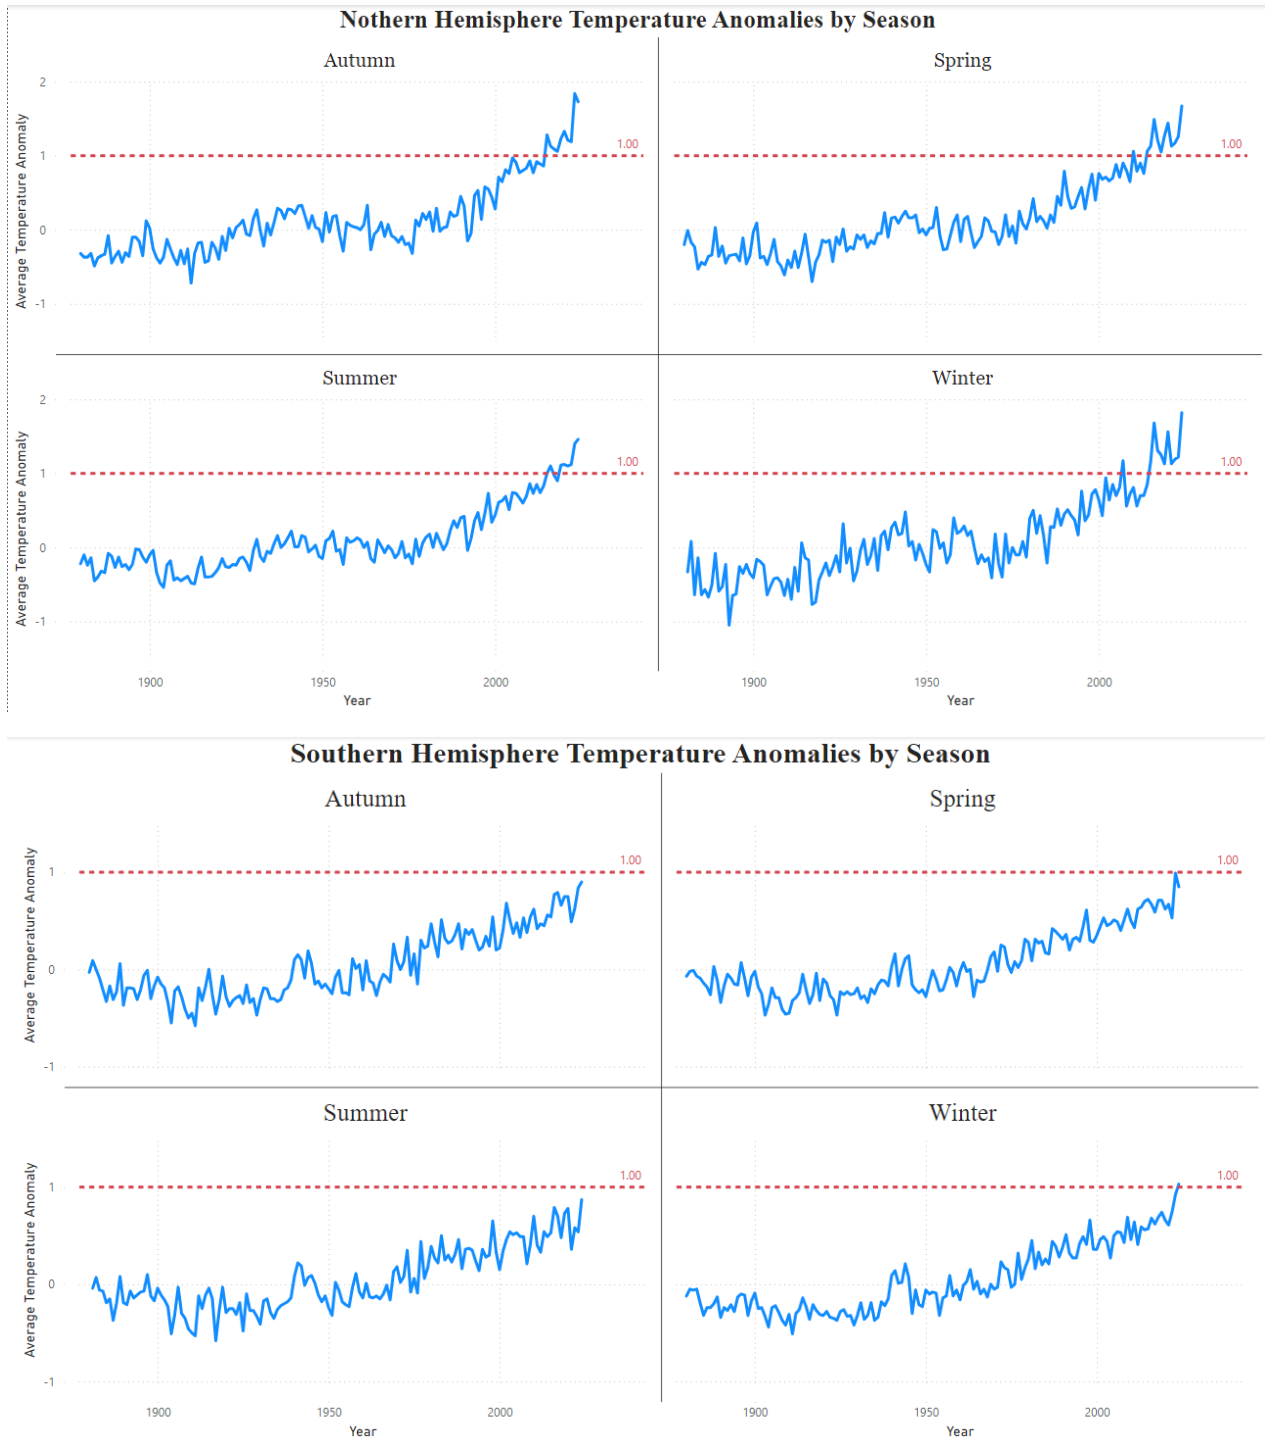 Nothern Hemisphere Temperature Anomalies by Season
Autumn
Spring
2
1
0
-1
Average Temperature Anomaly
1.00
1.00
Summer
Winter
2
1
0
-1
Average Temperature Anomaly
1.00
1.00
1900
1950
2000
1900
1950
2000
Year
Year
Southern Hemisphere Temperature Anomalies by Season
Autumn
Spring
1
0
-1
Average Temperature Anomaly
1.00
1.00
Summer
Winter
1
0
-1
Average Temperature Anomaly
1.00
1.00
1900
1950
2000
1900
1950
2000
Year
Year